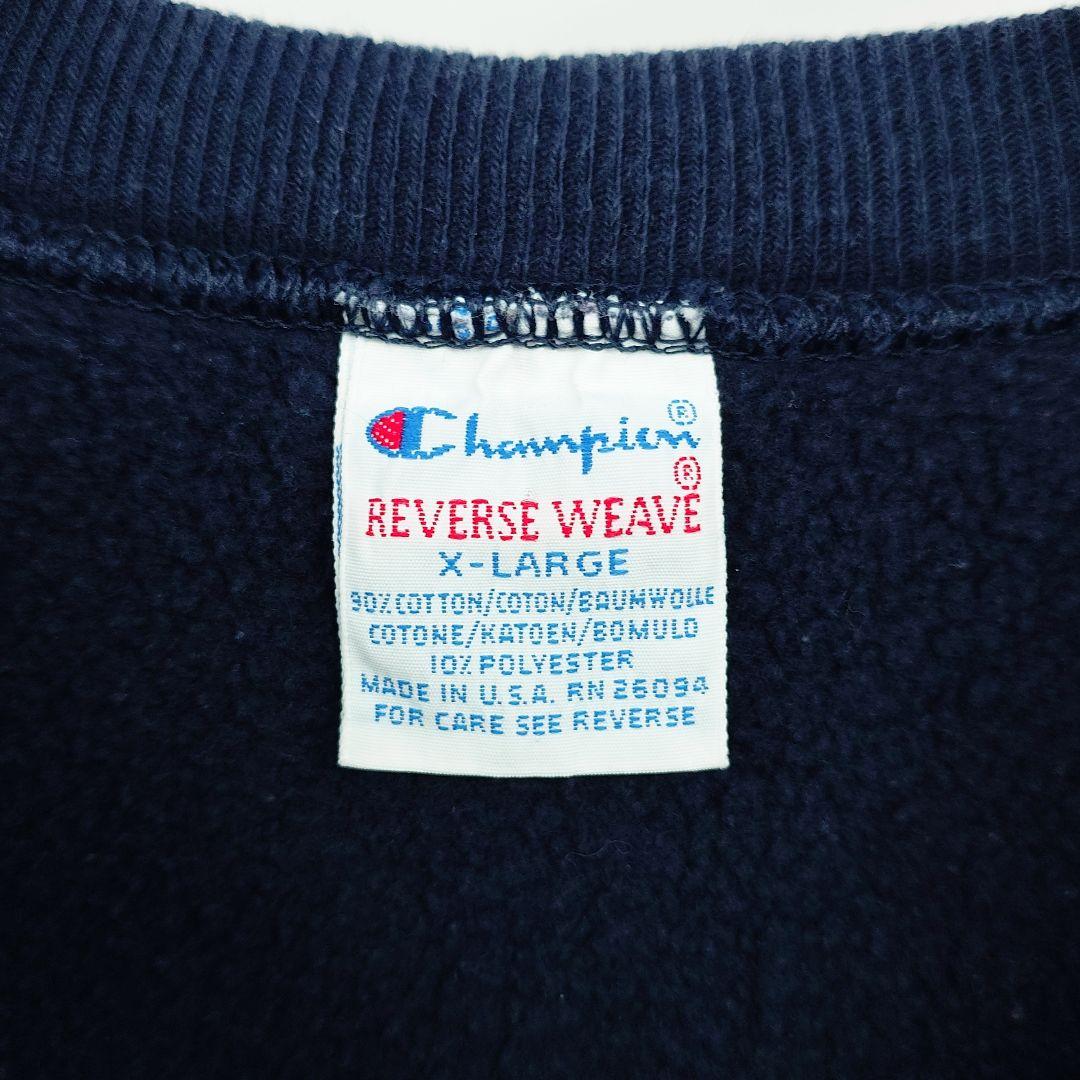 Champion®
®
REVERSE WEAVE
X-LARGE
90% COTTON/COTON/BAUMWOLLE
COTONE/KATOEN/BOMULD
10% POLYESTER
MADE IN U.S.A. RN 26094
FOR CARE SEE REVERSE